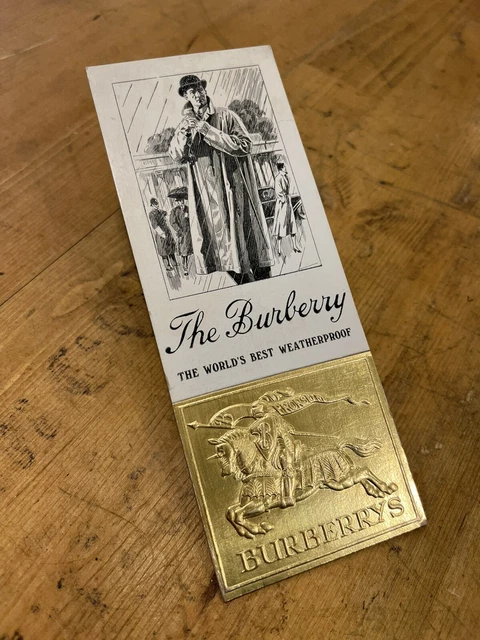 The Burberry
THE WORLD'S BEST WEATHERPROOF
PRORSUM
BURBERRYS